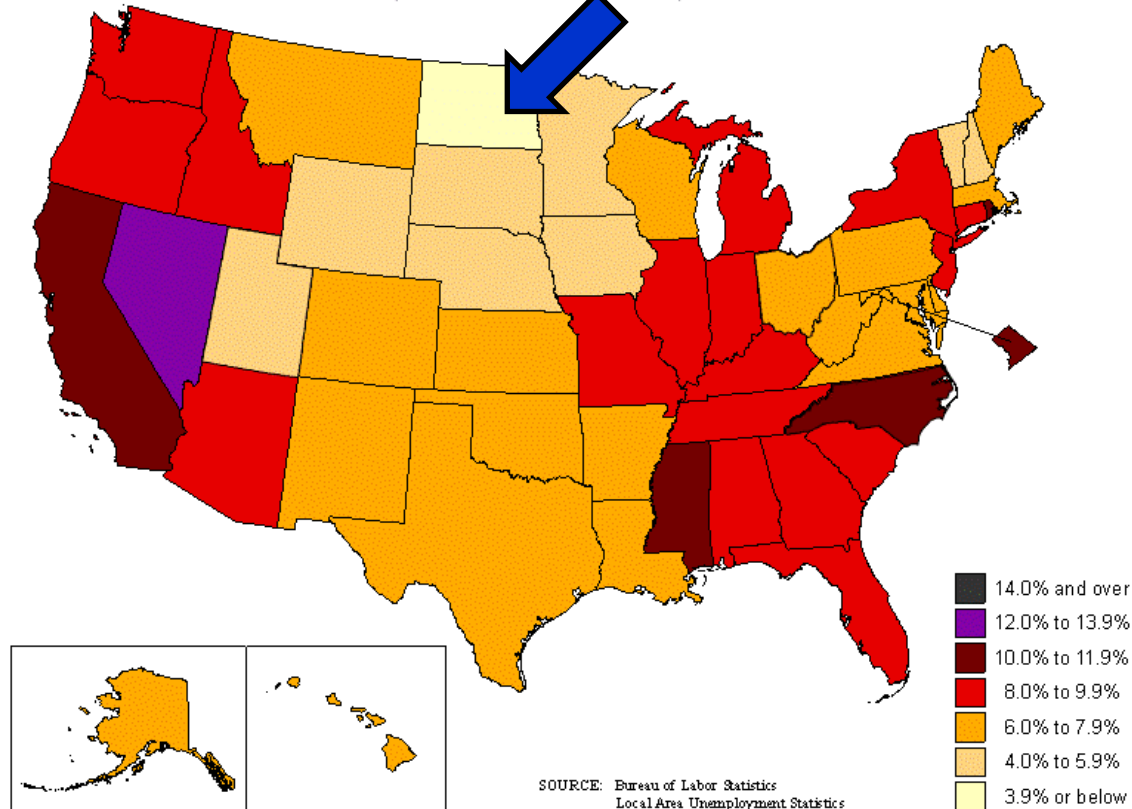 14.0% and over
12.0% to 13.9%
10.0% to 11.9%
8.0% to 9.9%
6.0% to 7.9%
4.0% to 5.9%
3.9% or below
SOURCE: Bureau of Labor Statistics
Local Area Unemployment Statistics